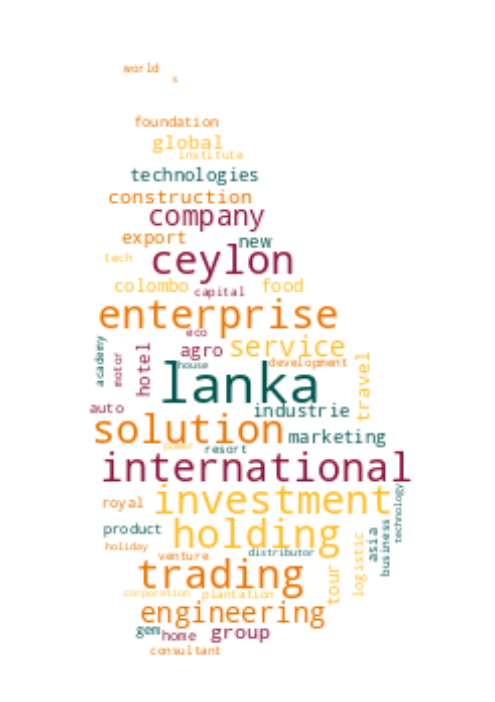 world
s
foundation
global
institute
technologies
construction
company
export
new
ceylon
tech
colombo
food
capital
enterprise
eco
service
agro
academy
motor
hotel
house
development
travel
lanka
auto
industrie
solution
marketing
power
resort
international
royal
investment
technology
product
holding
holiday
venture
distributor
logistic
asia
business
trading
tour
corporation
plantation
engineering
gem
home
group
consultant